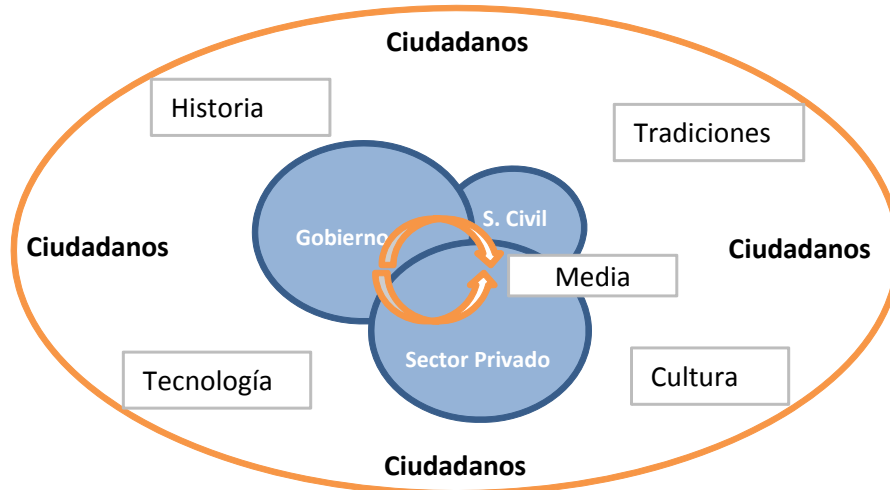 Ciudadanos
Historia
Tradiciones
S. Civil
Gobierno
Ciudadanos
Ciudadanos
Media
Sector Privado
Tecnología
Cultura
Ciudadanos